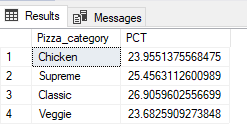 Results Messages
Pizza_category PCT
1 Chicken 23.9551375568475
2 Supreme 25.4563112600989
3 Classic 26.9059602556699
4 Veggie 23.6825909273848